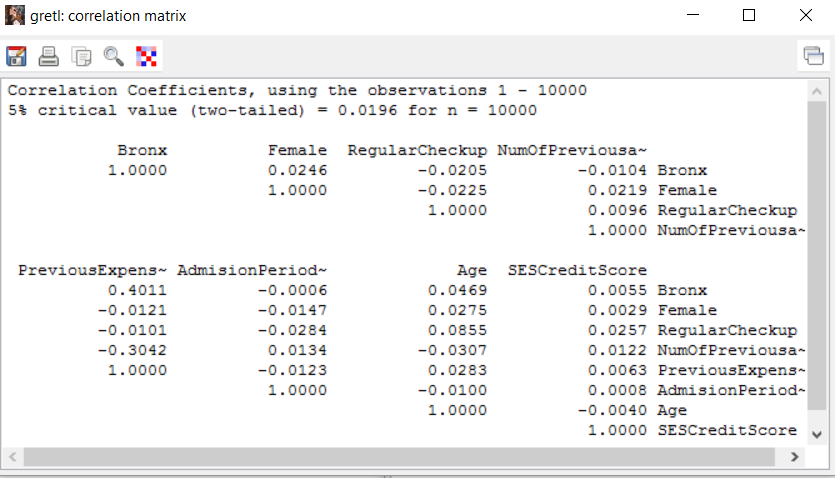 gretl: correlation matrix
Correlation Coefficients, using the observations 1 - 10000
5% critical value (two-tailed) = 0.0196 for n = 10000
Bronx Female RegularCheckup NumOfPreviousa~
1.0000 0.0246 -0.0205 -0.0104 Bronx
1.0000 -0.0225 0.0219 Female
1.0000 0.0096 RegularCheckup
1.0000 NumOfPreviousa~
PreviousExpens~ AdmisionPeriod~ Age SESCreditScore
0.4011 -0.0006 0.0469 0.0055 Bronx
-0.0121 -0.0147 0.0275 0.0029 Female
-0.0101 -0.0284 0.0855 0.0257 RegularCheckup
-0.3042 0.0134 -0.0307 0.0122 NumOfPreviousa~
1.0000 -0.0123 0.0283 0.0063 PreviousExpens~
1.0000 -0.0100 0.0008 AdmisionPeriod~
1.0000 -0.0040 Age
1.0000 SESCreditScore